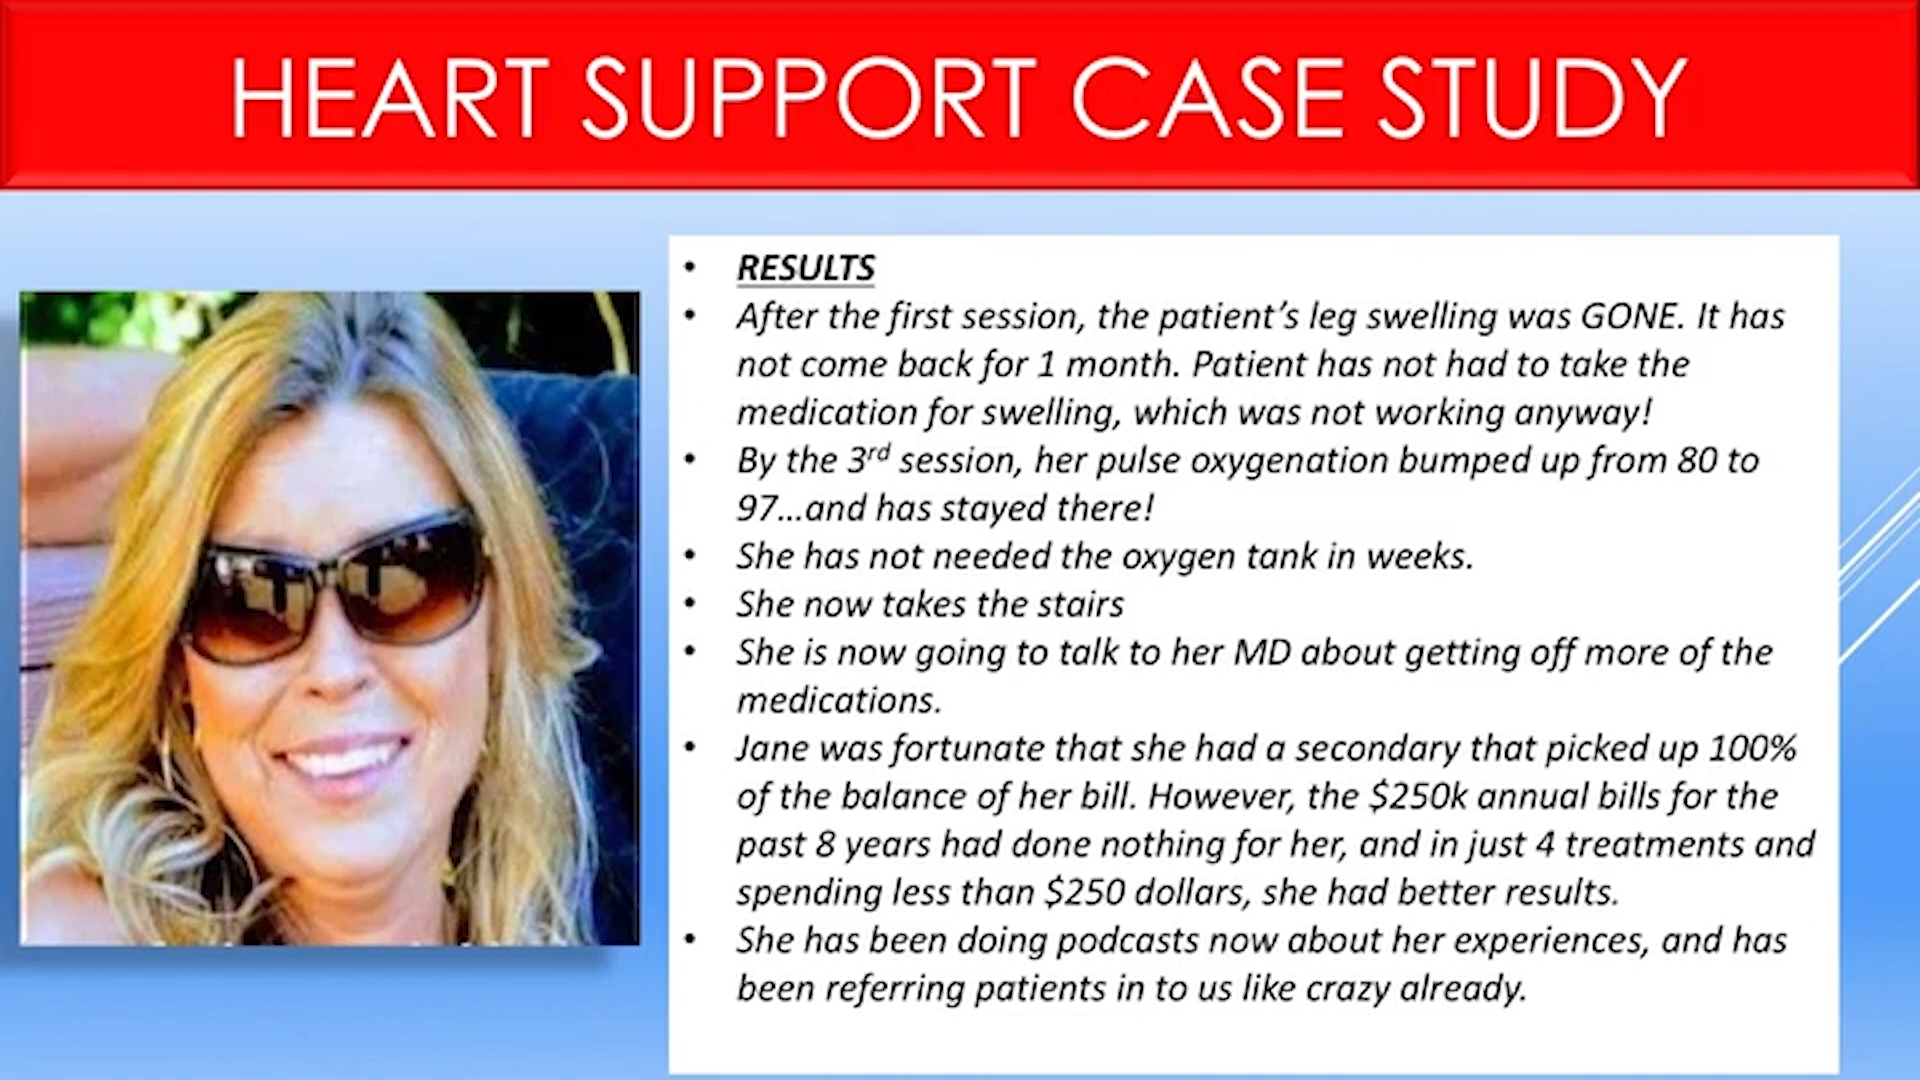 HEART SUPPORT CASE STUDY
• RESULTS
• After the first session, the patient's leg swelling was GONE. It has
not come back for 1 month. Patient has not had to take the
medication for swelling, which was not working anyway!
• By the 3rd session, her pulse oxygenation bumped up from 80 to
97...and has stayed there!
• She has not needed the oxygen tank in weeks.
• She now takes the stairs
• She is now going to talk to her MD about getting off more of the
medications.
• Jane was fortunate that she had a secondary that picked up 100%
of the balance of her bill. However, the $250k annual bills for the
past 8 years had done nothing for her, and in just 4 treatments and
spending less than $250 dollars, she had better results.
• She has been doing podcasts now about her experiences, and has
been referring patients in to us like crazy already.